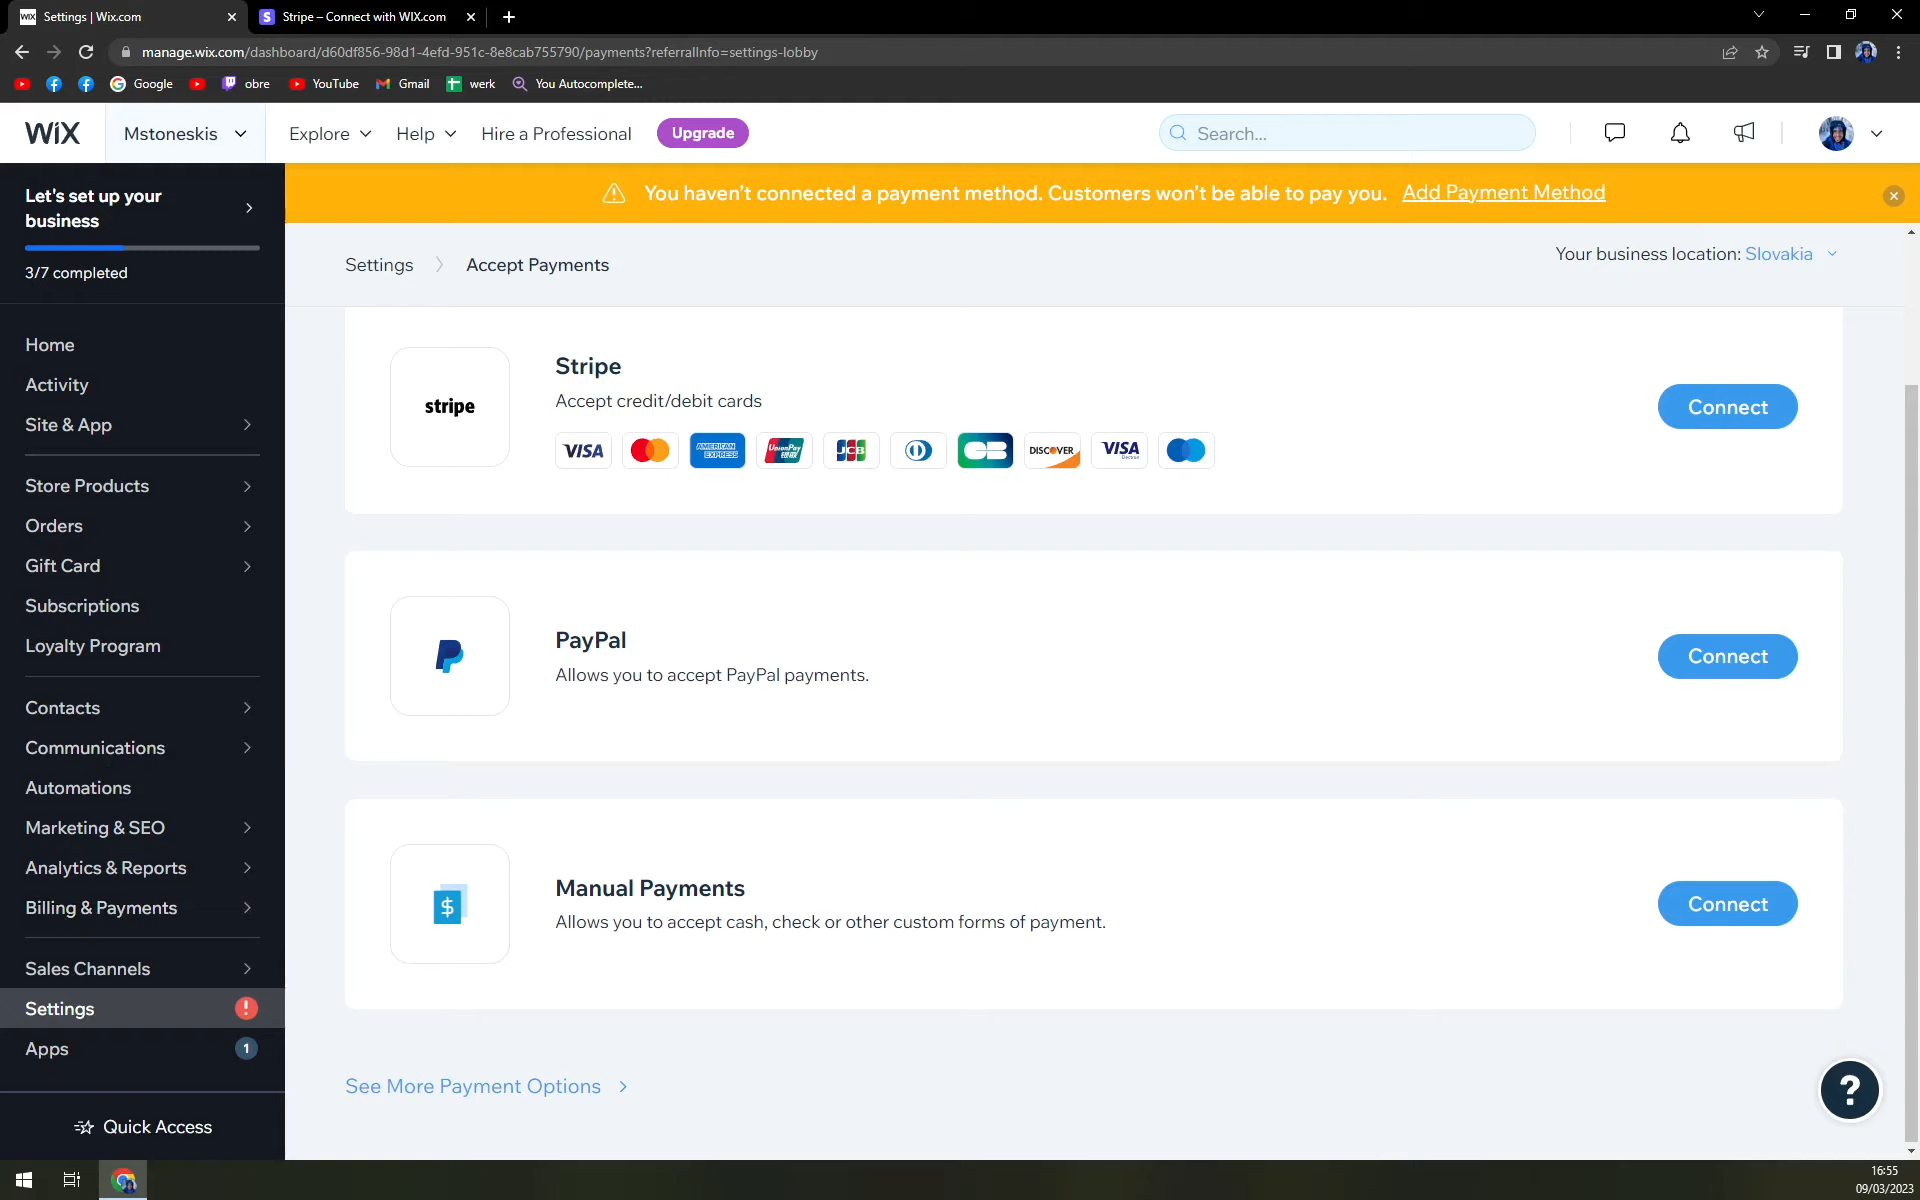 Settings | Wix.com
Stripe – Connect with WIX.com
manage.wix.com/dashboard/d60df856-98d1-4efd-951c-8e8cab755790/payments?referralInfo=settings-lobby
Google
obre
YouTube
Gmail
werk
You Autocomplete...
WiX
Mstoneskis
Explore
Help
Hire a Professional
Upgrade
Search...
Let's set up your
business
3/7 completed
You haven't connected a payment method. Customers won't be able to pay you. Add Payment Method
Settings
Accept Payments
Your business location: Slovakia
Home
Activity
Site & App
Store Products
Orders
Gift Card
Subscriptions
Loyalty Program
Contacts
Communications
Automations
Marketing & SEO
Analytics & Reports
Billing & Payments
Sales Channels
Settings
!
Apps
1
Quick Access
stripe
Stripe
Accept credit/debit cards
VISA
AMERICAN EXPRESS
UnionPay
JCB
CB
DISCOVER
VISA
Electron
Connect
PayPal
Allows you to accept PayPal payments.
Connect
$
Manual Payments
Allows you to accept cash, check or other custom forms of payment.
Connect
See More Payment Options
?
16:55
09/03/2023